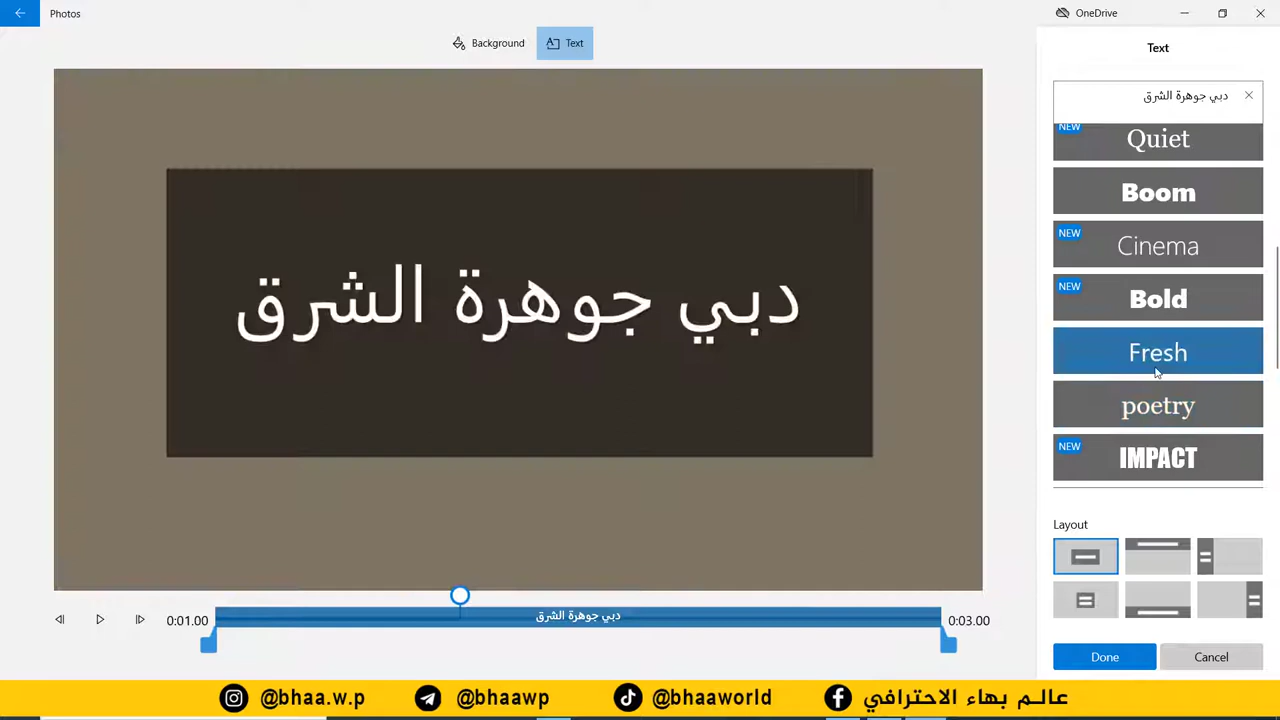 Photos
OneDrive
Background
Text
Text
دبي جوهرة الشرق
NEW
Quiet
Boom
NEW
Cinema
NEW
Bold
Fresh
poetry
NEW
IMPACT
دبي جوهرة الشرق
Layout
0:01.00
دبي جوهرة الشرق
0:03.00
Done
Cancel
@bhaa.w.p
@bhaawp
@bhaaworld
عالم بهاء الاحترافي